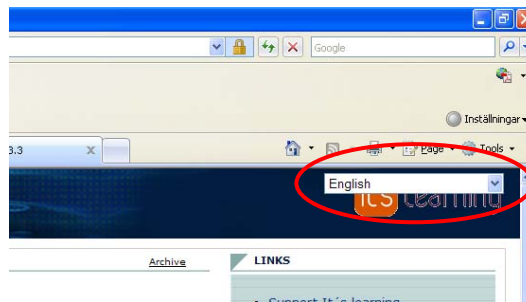 Google
Inställningar
3.3
Page
Tools
English
it's learning
Archive
LINKS
Support It´s learning